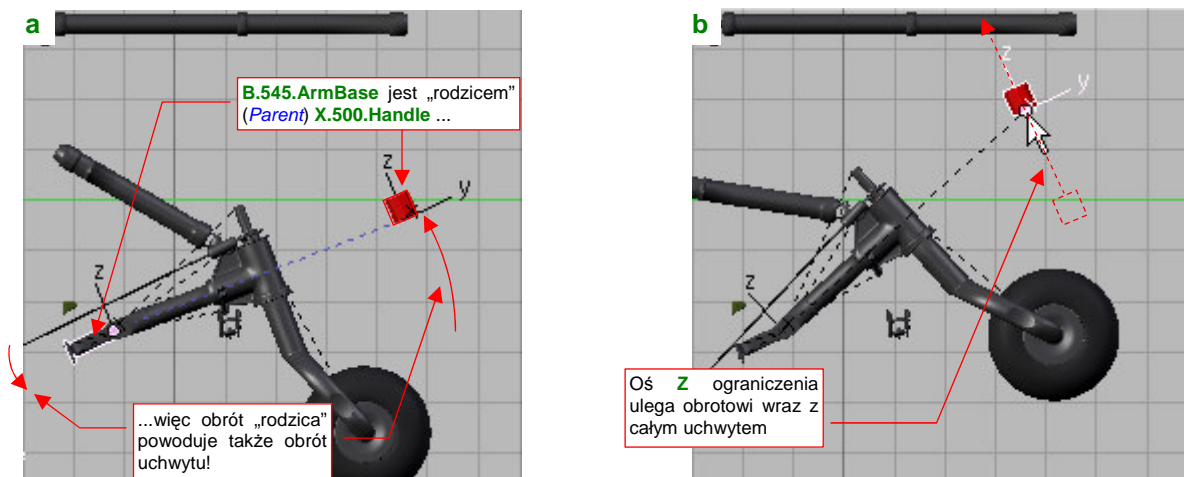 a
B.545.ArmBase jest „rodzicem”
(Parent) X.500.Handle ...
z
y
z
...więc obrót „rodzica”
powoduje także obrót
uchwytu!
b
z
y
z
Oś Z ograniczenia
ulega obrotowi wraz z
całym uchwytem